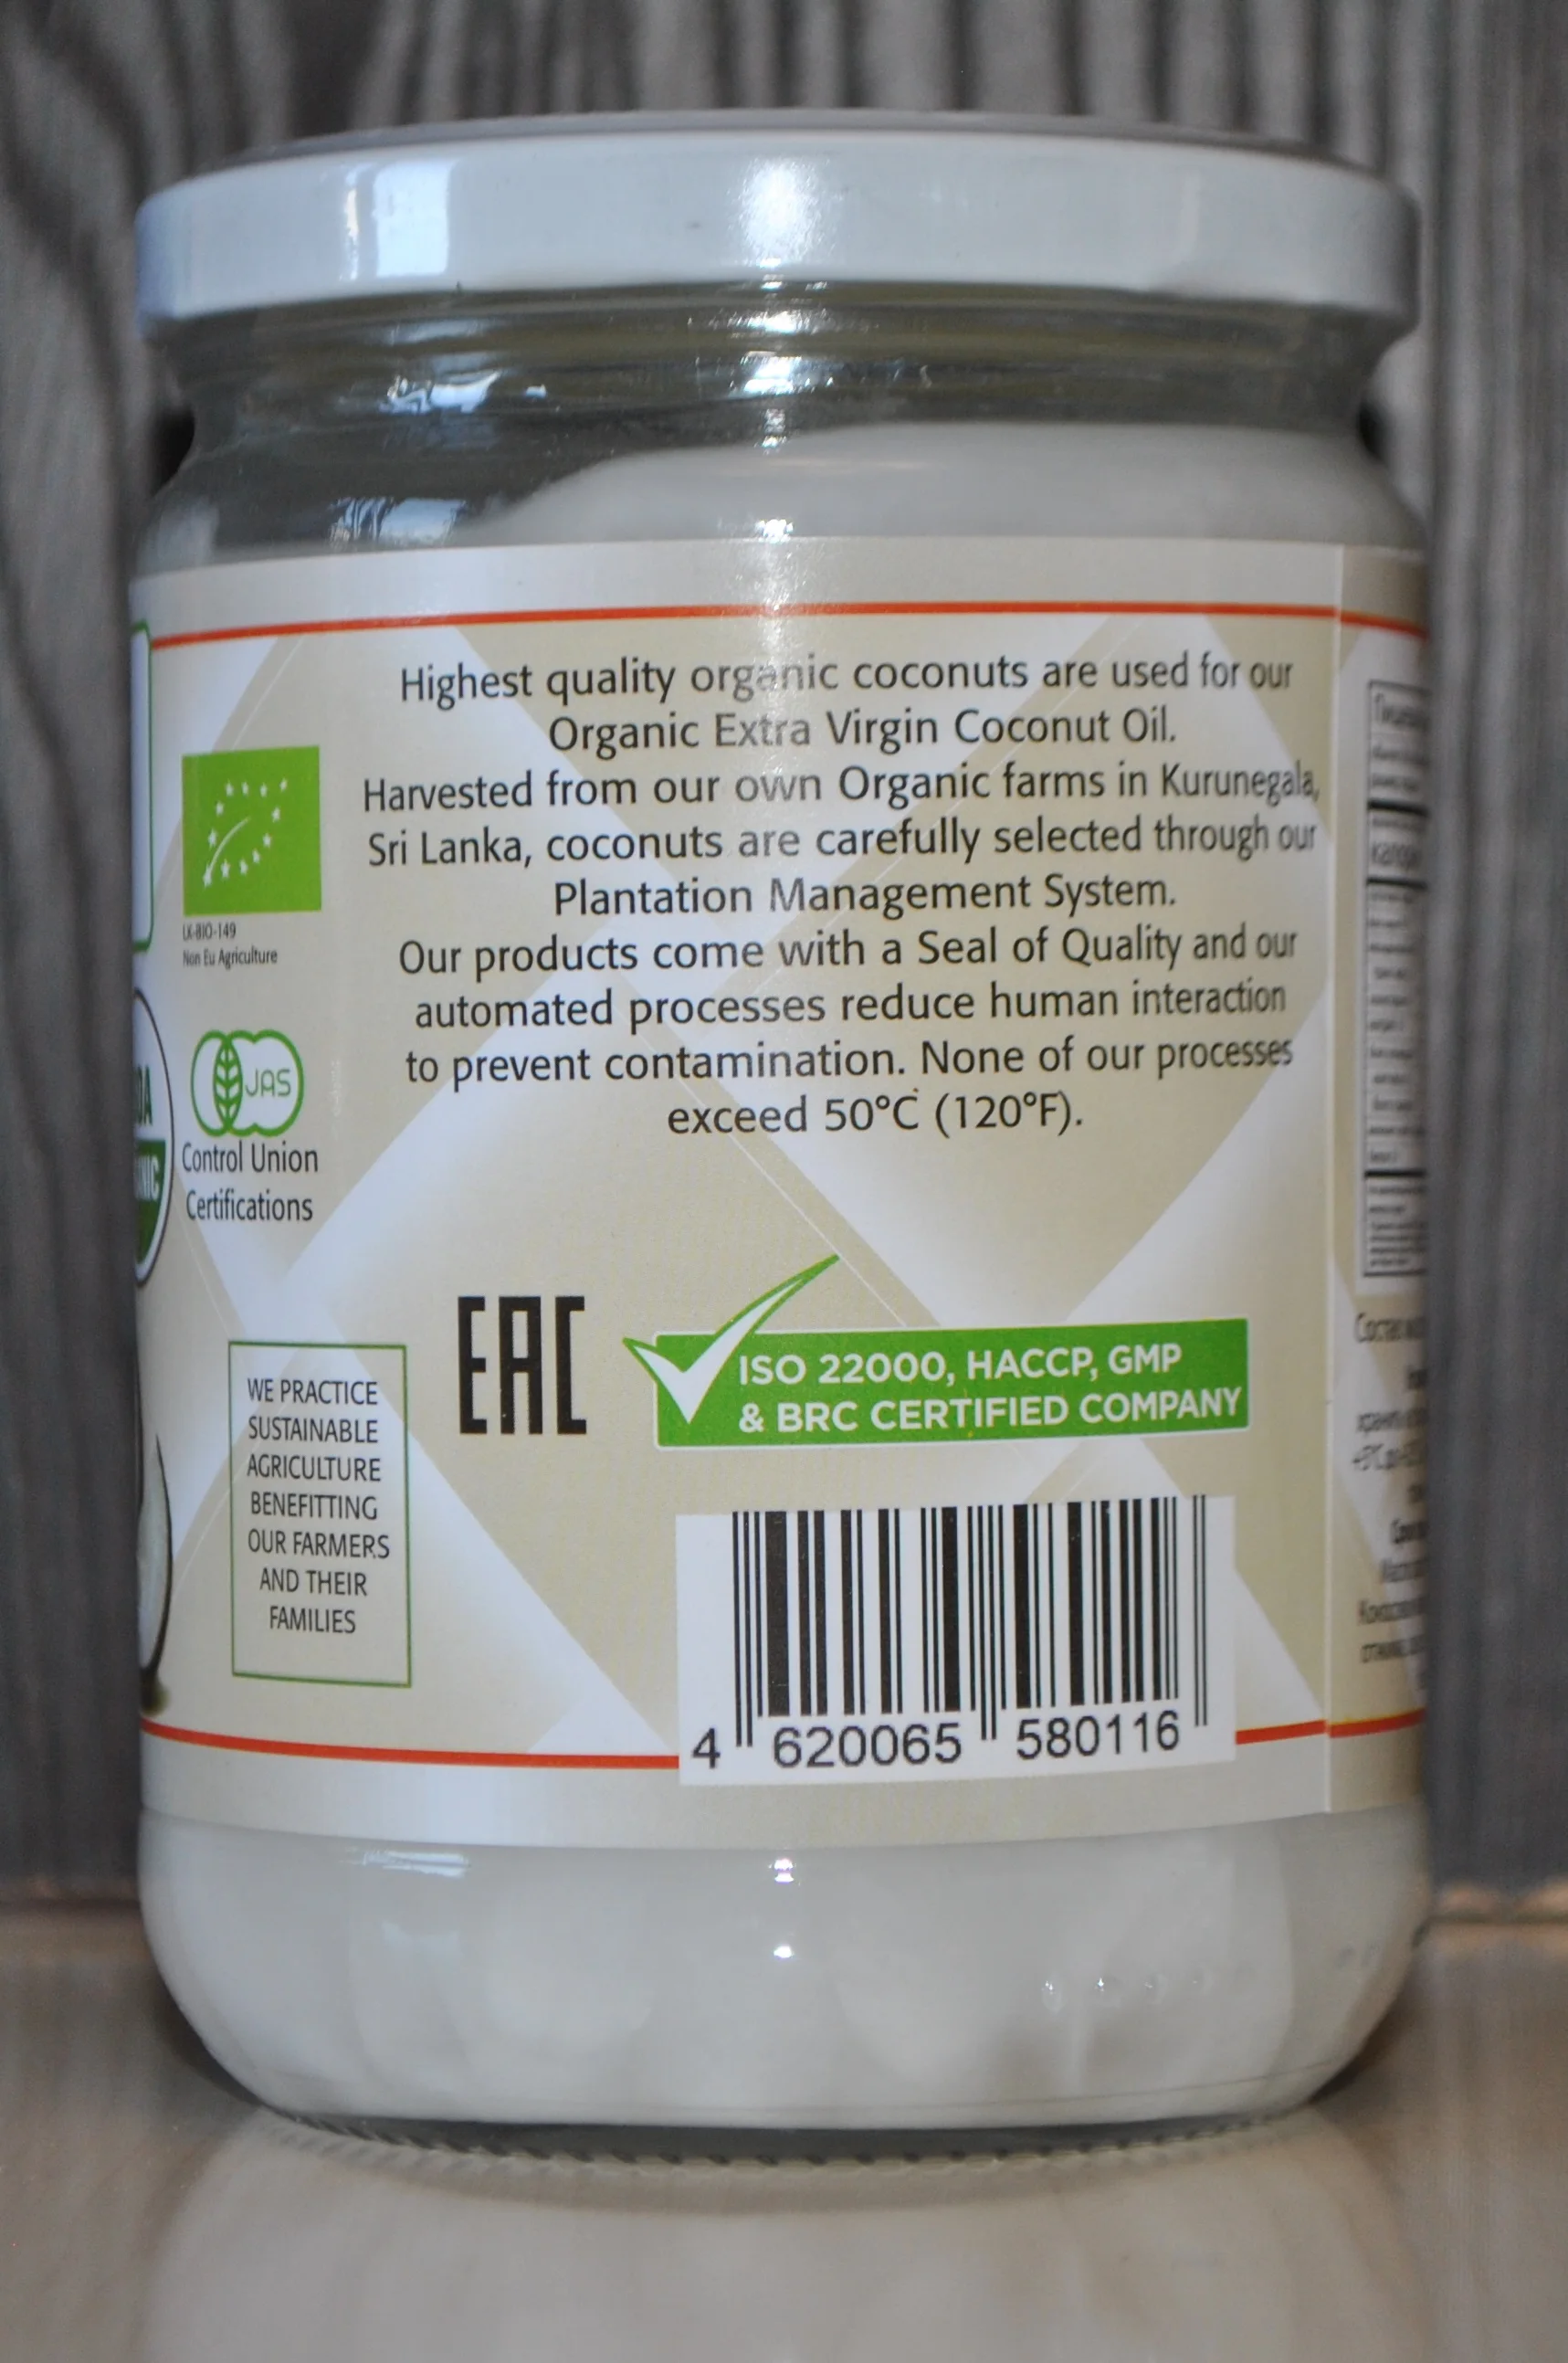 Highest quality organic coconuts are used for our
Organic Extra Virgin Coconut Oil.
Harvested from our own Organic farms in Kurunegala,
Sri Lanka, coconuts are carefully selected through our
Plantation Management System.
Our products come with a Seal of Quality and our
automated processes reduce human interaction
to prevent contamination. None of our processes
exceed 50°C (120°F).
LK-BIO-149
Non Eu Agriculture
JAS
Control Union
Certifications
EAC
ISO 22000, HACCP, GMP
& BRC CERTIFIED COMPANY
WE PRACTICE
SUSTAINABLE
AGRICULTURE
BENEFITTING
OUR FARMERS
AND THEIR
FAMILIES
4 620065 580116